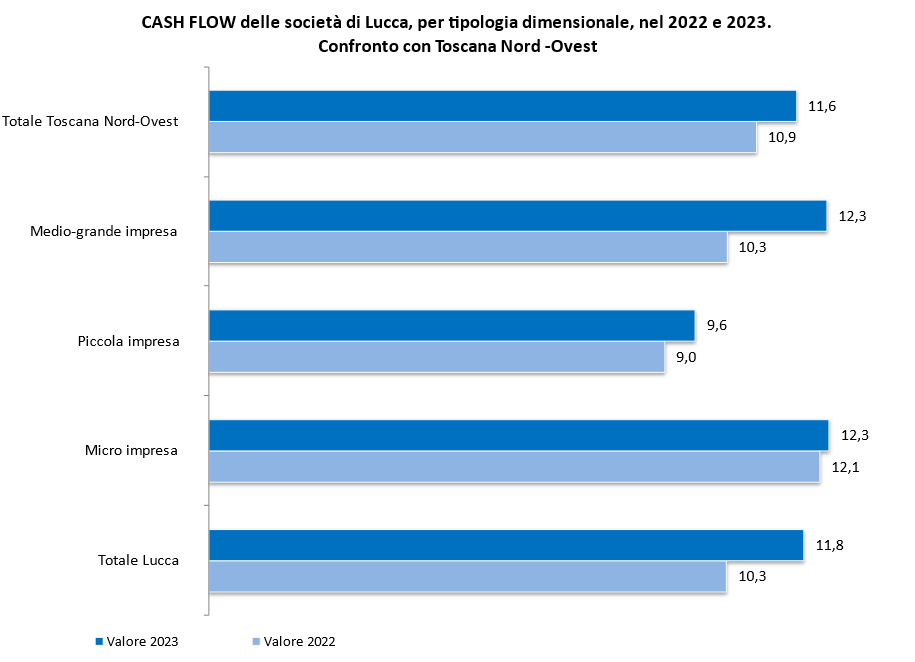 CASH FLOW delle società di Lucca, per tipologia dimensionale, nel 2022 e 2023.
Confronto con Toscana Nord -Ovest
Totale Toscana Nord-Ovest
11,6
10,9
Medio-grande impresa
12,3
10,3
Piccola impresa
9,6
9,0
Micro impresa
12,3
12,1
Totale Lucca
11,8
10,3
Valore 2023
Valore 2022